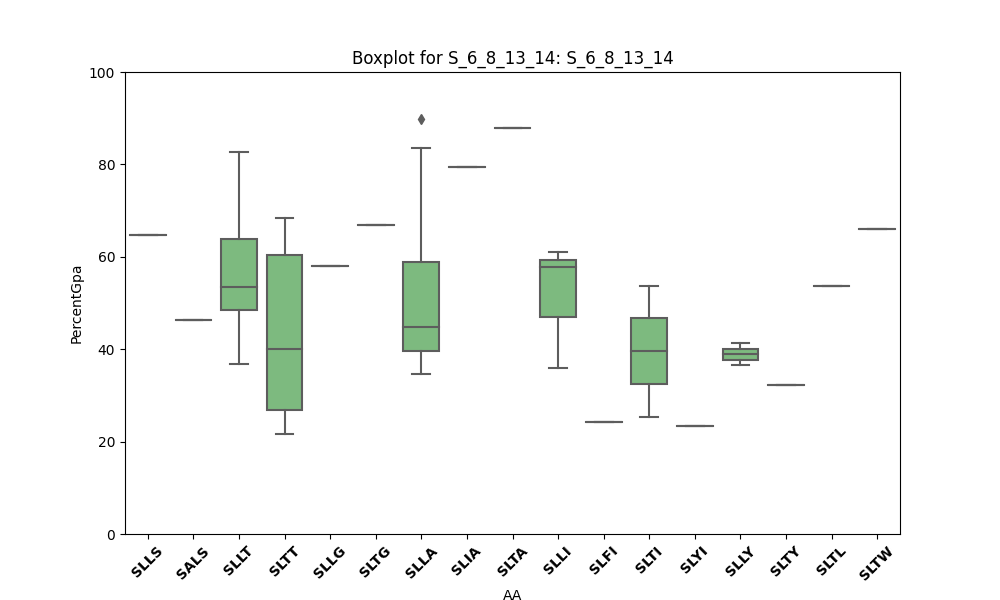 Boxplot for S_6_8_13_14: S_6_8_13_14
100
80
60
40
20
0
PercentGpa
SLLS SALS SLLT SLTT SLLG SLTG SLLA SLIA SLTA SLLI SLFI SLTI SLYI SLLY SLTY SLTL SLTW
AA